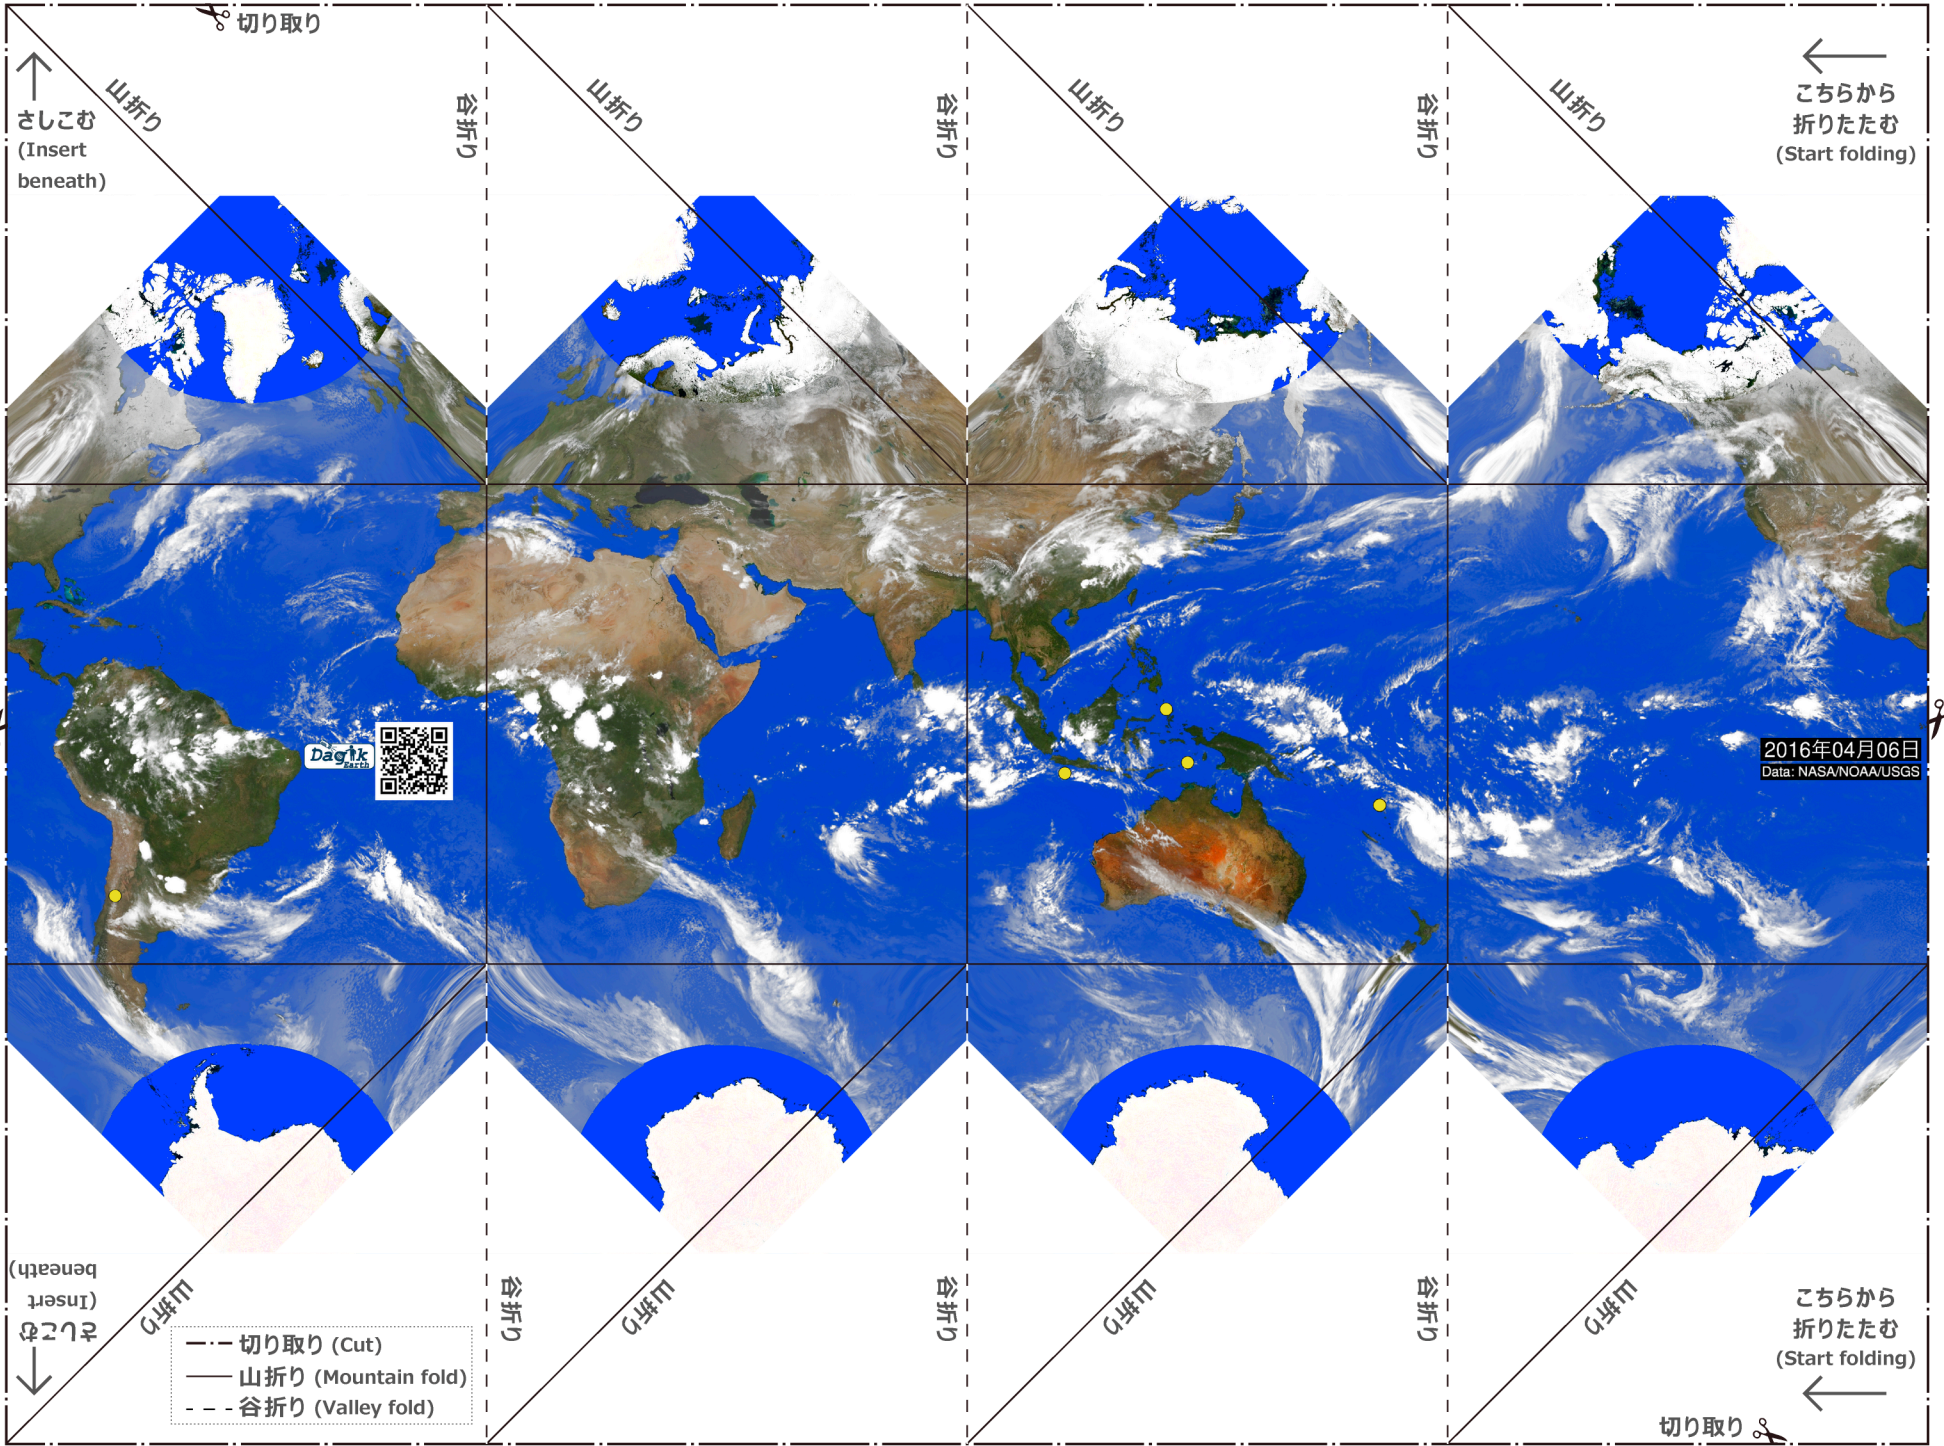 切り取り
山折り
谷折り
山折り
谷折り
山折り
谷折り
山折り
さしこむ
(Insert
beneath)
こちらから
折りたたむ
(Start folding)
Dagik
Earth
2016年04月06日
Data: NASA/NOAA/USGS
さしこむ
(Insert
beneath)
山折り
谷折り
山折り
谷折り
山折り
谷折り
山折り
切り取り (Cut)
山折り (Mountain fold)
谷折り (Valley fold)
こちらから
折りたたむ
(Start folding)
切り取り